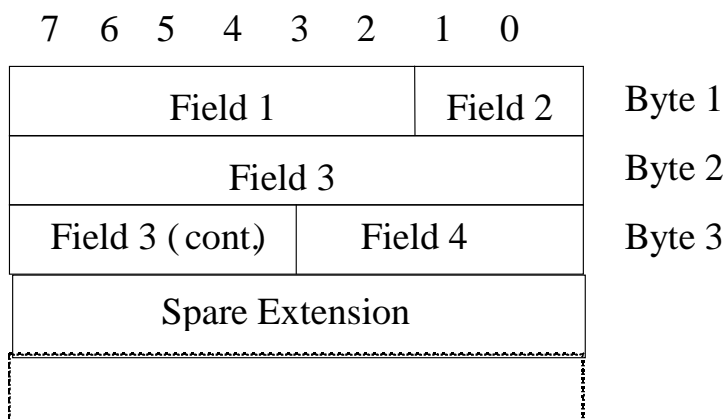 7 6 5 4 3 2 1 0
Field 1 Field 2 Byte 1
Field 3 Byte 2
Field 3 (cont.) Field 4 Byte 3
Spare Extension